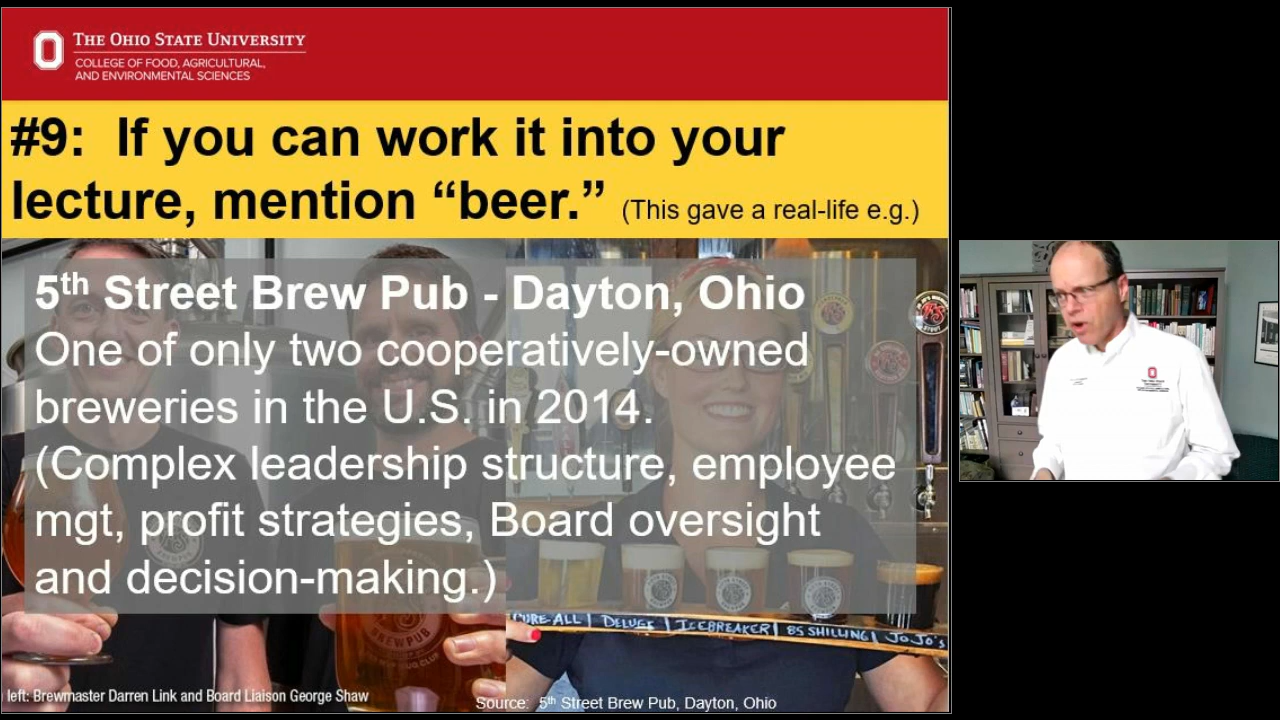 THE OHIO STATE UNIVERSITY
COLLEGE OF FOOD, AGRICULTURAL,
AND ENVIRONMENTAL SCIENCES
#9: If you can work it into your
lecture, mention “beer.” (This gave a real-life e.g.)
5th Street Brew Pub - Dayton, Ohio
One of only two cooperatively-owned
breweries in the U.S. in 2014.
(Complex leadership structure, employee
mgt, profit strategies, Board oversight
and decision-making.)
BREWPUB
CURE-ALL | DELUGE | ICEBREAKER | 85 SHILLING | JOJO'S
left: Brewmaster Darren Link and Board Liaison George Shaw
Source: 5th Street Brew Pub, Dayton, Ohio